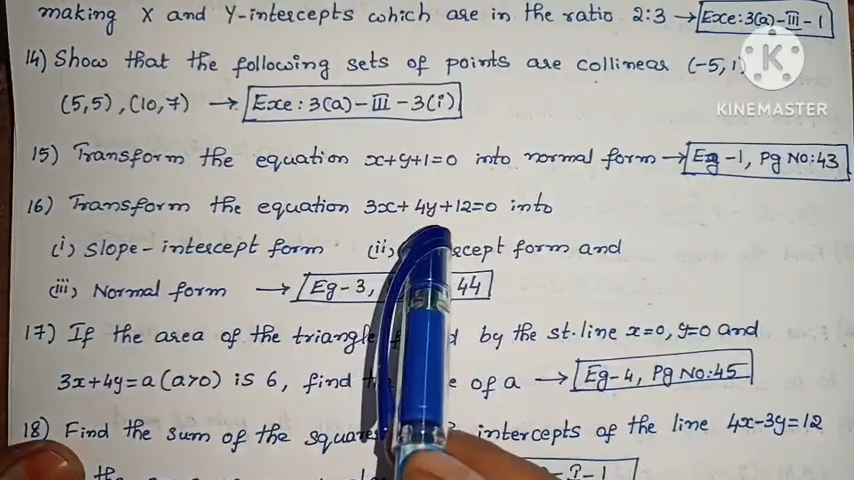 making X and Y-intercepts which are in the ratio 2:3 → Exe: 3(a)-III-1
14) Show that the following sets of points are collinear (-5, 1)
(5,5), (10,7) → Exe: 3(a)-III-3(i)
15) Transform the equation x+y+1=0 into normal form → Eg-1, Pg No:43
16) Transform the equation 3x+4y+12=0 into
(i) slope-intercept form (ii) form and
(iii) Normal form → Eg-3, 44
17) If the area of the triangle by the st. line x=0, y=0 and
3x+4y=a (a>0) is 6, find of a → Eg-4, Pg No:45
18) Find the sum of the squares intercepts of the line 4x-3y=12
the
K
KINEMASTER